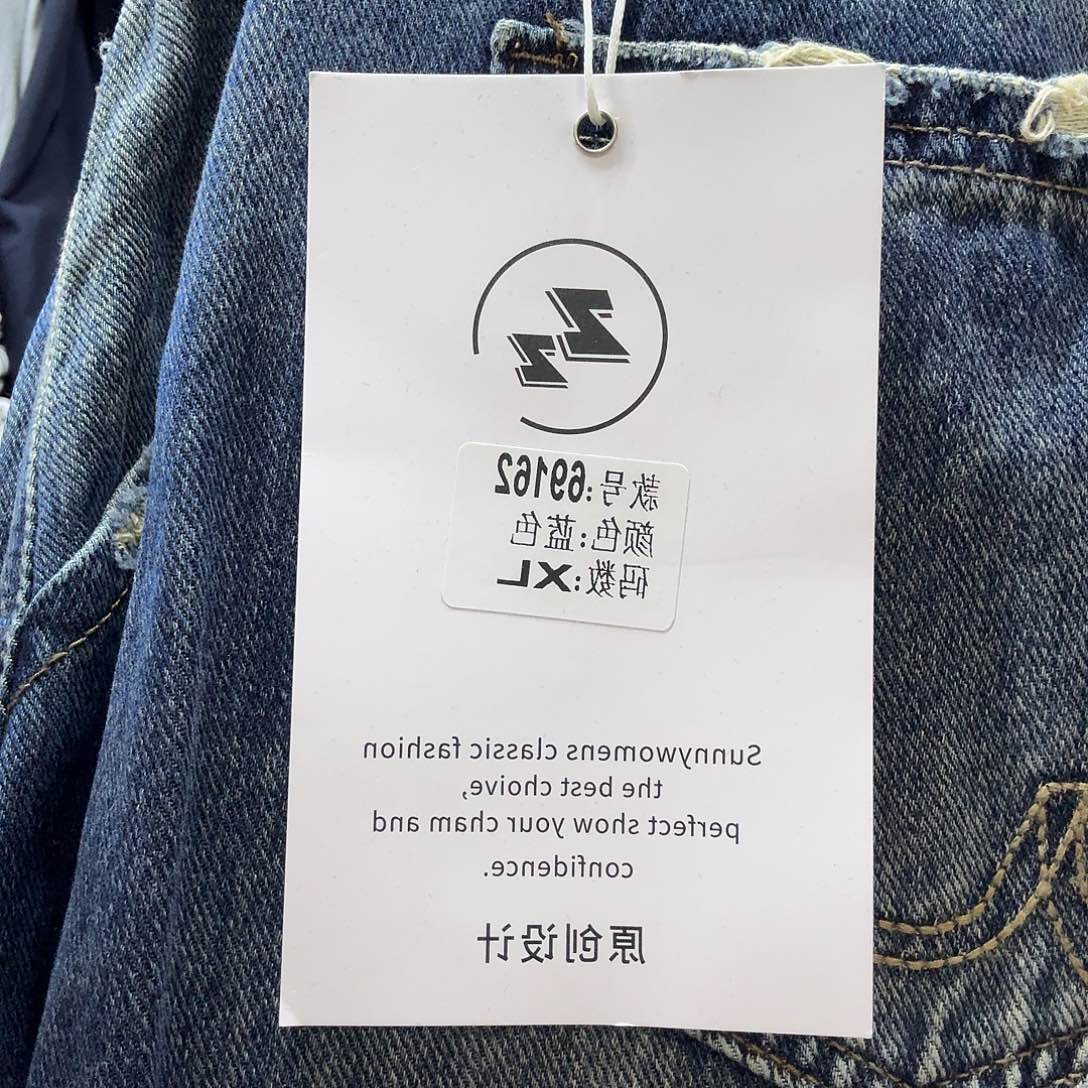 款号:69162
颜色:蓝色
码数:XL
Sunnywomens classic fashion
the best choive,
perfect show your cham and
confidence.
原创设计